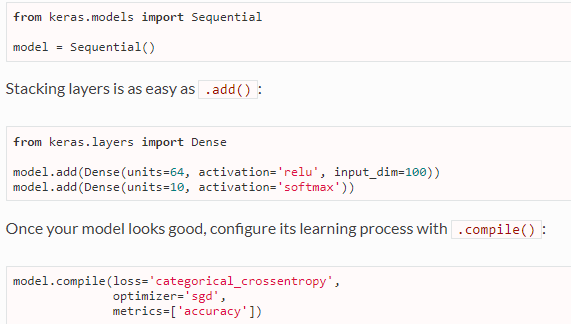 from keras.models import Sequential
model = Sequential()
Stacking layers is as easy as .add():
from keras.layers import Dense
model.add(Dense(units=64, activation='relu', input_dim=100))
model.add(Dense(units=10, activation='softmax'))
Once your model looks good, configure its learning process with .compile():
model.compile(loss='categorical_crossentropy',
              optimizer='sgd',
              metrics=['accuracy'])